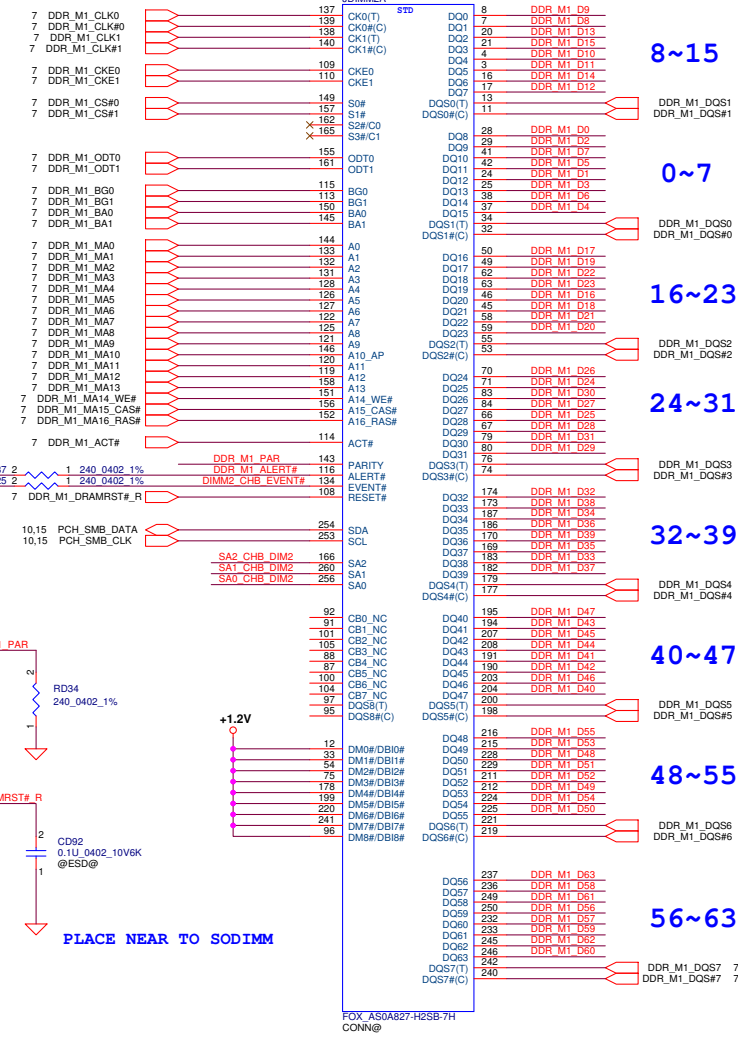 JDIMM2A
STD
7 DDR_M1_CLK0 137 CK0(T)
7 DDR_M1_CLK#0 139 CK0#(C)
7 DDR_M1_CLK1 138 CK1(T)
7 DDR_M1_CLK#1 140 CK1#(C)
7 DDR_M1_CKE0 109 CKE0
7 DDR_M1_CKE1 110 CKE1
7 DDR_M1_CS#0 149 S0#
7 DDR_M1_CS#1 157 S1#
162 S2#/C0
165 S3#/C1
7 DDR_M1_ODT0 155 ODT0
7 DDR_M1_ODT1 161 ODT1
7 DDR_M1_BG0 115 BG0
7 DDR_M1_BG1 113 BG1
7 DDR_M1_BA0 150 BA0
7 DDR_M1_BA1 145 BA1
7 DDR_M1_MA0 144 A0
7 DDR_M1_MA1 133 A1
7 DDR_M1_MA2 132 A2
7 DDR_M1_MA3 131 A3
7 DDR_M1_MA4 128 A4
7 DDR_M1_MA5 126 A5
7 DDR_M1_MA6 127 A6
7 DDR_M1_MA7 122 A7
7 DDR_M1_MA8 125 A8
7 DDR_M1_MA9 121 A9
7 DDR_M1_MA10 146 A10_AP
7 DDR_M1_MA11 120 A11
7 DDR_M1_MA12 119 A12
7 DDR_M1_MA13 158 A13
7 DDR_M1_MA14_WE# 151 A14_WE#
7 DDR_M1_MA15_CAS# 156 A15_CAS#
7 DDR_M1_MA16_RAS# 152 A16_RAS#
7 DDR_M1_ACT# 114 ACT#
DDR_M1_PAR 143 PARITY
2 1 240_0402_1% DDR_M1_ALERT# 116 ALERT#
2 1 240_0402_1% DIMM2_CHB_EVENT# 134 EVENT#
7 DDR_M1_DRAMRST#_R 108 RESET#
10,15 PCH_SMB_DATA 254 SDA
10,15 PCH_SMB_CLK 253 SCL
SA2_CHB_DIM2 166 SA2
SA1_CHB_DIM2 260 SA1
SA0_CHB_DIM2 256 SA0
92 CB0_NC
91 CB1_NC
101 CB2_NC
105 CB3_NC
88 CB4_NC
87 CB5_NC
100 CB6_NC
104 CB7_NC
97 DQS8(T)
95 DQS8#(C)
+1.2V
12 DM0#/DBI0#
33 DM1#/DBI1#
54 DM2#/DBI2#
75 DM3#/DBI3#
178 DM4#/DBI4#
199 DM5#/DBI5#
220 DM6#/DBI6#
241 DM7#/DBI7#
96 DM8#/DBI8#
DQ0 8 DDR_M1_D9
DQ1 7 DDR_M1_D8
DQ2 20 DDR_M1_D13
DQ3 21 DDR_M1_D15
DQ4 4 DDR_M1_D10
DQ5 3 DDR_M1_D11
DQ6 16 DDR_M1_D14
DQ7 17 DDR_M1_D12
DQS0(T) 13 DDR_M1_DQS1
DQS0#(C) 11 DDR_M1_DQS#1
8~15
DQ8 28 DDR_M1_D0
DQ9 29 DDR_M1_D2
DQ10 41 DDR_M1_D7
DQ11 42 DDR_M1_D5
DQ12 24 DDR_M1_D1
DQ13 25 DDR_M1_D3
DQ14 38 DDR_M1_D6
DQ15 37 DDR_M1_D4
DQS1(T) 34 DDR_M1_DQS0
DQS1#(C) 32 DDR_M1_DQS#0
0~7
DQ16 50 DDR_M1_D17
DQ17 49 DDR_M1_D19
DQ18 62 DDR_M1_D22
DQ19 63 DDR_M1_D23
DQ20 46 DDR_M1_D16
DQ21 45 DDR_M1_D18
DQ22 58 DDR_M1_D21
DQ23 59 DDR_M1_D20
DQS2(T) 55 DDR_M1_DQS2
DQS2#(C) 53 DDR_M1_DQS#2
16~23
DQ24 70 DDR_M1_D26
DQ25 71 DDR_M1_D24
DQ26 83 DDR_M1_D30
DQ27 84 DDR_M1_D27
DQ28 66 DDR_M1_D25
DQ29 67 DDR_M1_D28
DQ30 79 DDR_M1_D31
DQ31 80 DDR_M1_D29
DQS3(T) 76 DDR_M1_DQS3
DQS3#(C) 74 DDR_M1_DQS#3
24~31
DQ32 174 DDR_M1_D32
DQ33 173 DDR_M1_D38
DQ34 187 DDR_M1_D34
DQ35 186 DDR_M1_D36
DQ36 170 DDR_M1_D39
DQ37 169 DDR_M1_D35
DQ38 183 DDR_M1_D33
DQ39 182 DDR_M1_D37
DQS4(T) 179 DDR_M1_DQS4
DQS4#(C) 177 DDR_M1_DQS#4
32~39
DQ40 195 DDR_M1_D47
DQ41 194 DDR_M1_D43
DQ42 207 DDR_M1_D45
DQ43 208 DDR_M1_D44
DQ44 191 DDR_M1_D41
DQ45 190 DDR_M1_D42
DQ46 203 DDR_M1_D46
DQ47 204 DDR_M1_D40
DQS5(T) 200 DDR_M1_DQS5
DQS5#(C) 198 DDR_M1_DQS#5
40~47
DQ48 216 DDR_M1_D55
DQ49 215 DDR_M1_D53
DQ50 228 DDR_M1_D48
DQ51 229 DDR_M1_D51
DQ52 211 DDR_M1_D52
DQ53 212 DDR_M1_D49
DQ54 224 DDR_M1_D54
DQ55 225 DDR_M1_D50
DQS6(T) 221 DDR_M1_DQS6
DQS6#(C) 219 DDR_M1_DQS#6
48~55
DQ56 237 DDR_M1_D63
DQ57 236 DDR_M1_D58
DQ58 249 DDR_M1_D61
DQ59 250 DDR_M1_D56
DQ60 232 DDR_M1_D57
DQ61 233 DDR_M1_D59
DQ62 245 DDR_M1_D62
DQ63 246 DDR_M1_D60
DQS7(T) 242 DDR_M1_DQS7 7
DQS7#(C) 240 DDR_M1_DQS#7 7
56~63
PAR
2
RD34
240_0402_1%
1
MRST#_R
2
CD92
0.1U_0402_10V6K
@ESD@
1
PLACE NEAR TO SODIMM
FOX_AS0A827-H2SB-7H
CONN@